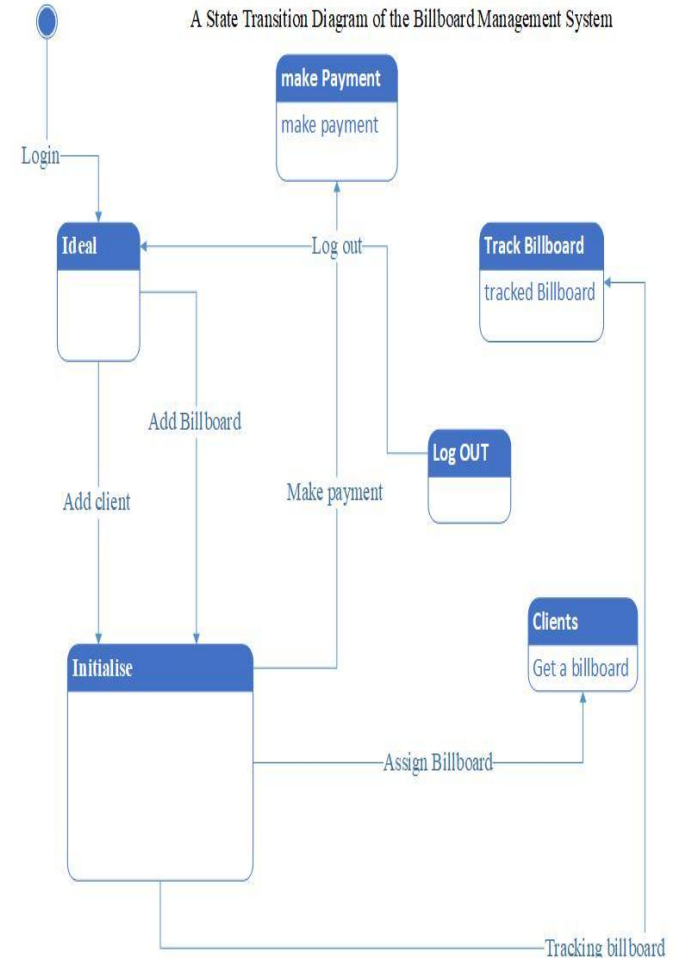 A State Transition Diagram of the Billboard Management System
make Payment
make payment
Login
Ideal
Log out
Track Billboard
tracked Billboard
Add Billboard
Log OUT
Add client
Make payment
Clients
Get a billboard
Initialise
Assign Billboard
Tracking billboard